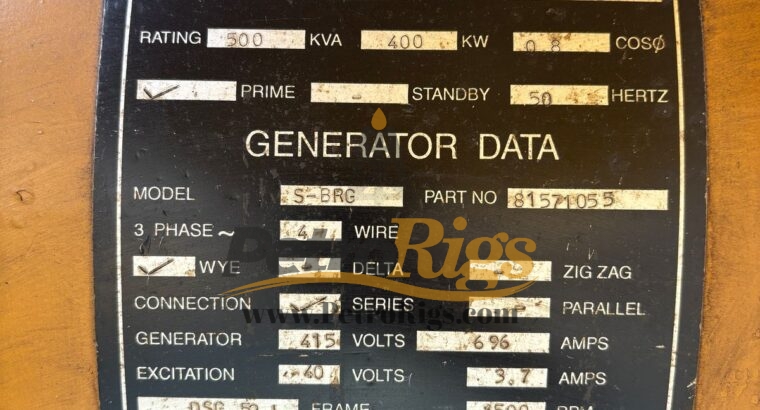 RATING 500 KVA 400 KW 0.8 COSØ
✓ PRIME - STANDBY 50 HERTZ
GENERATOR DATA
MODEL S-BRG PART NO 81571055
3 PHASE ~ 4 WIRE
PetroRigs
✓ WYE - DELTA - ZIG ZAG
CONNECTION ✓ SERIES - PARALLEL
www.PetroRigs.com
GENERATOR 415 VOLTS 696 AMPS
EXCITATION 40 VOLTS 3.7 AMPS
FRAME 1500 RPM